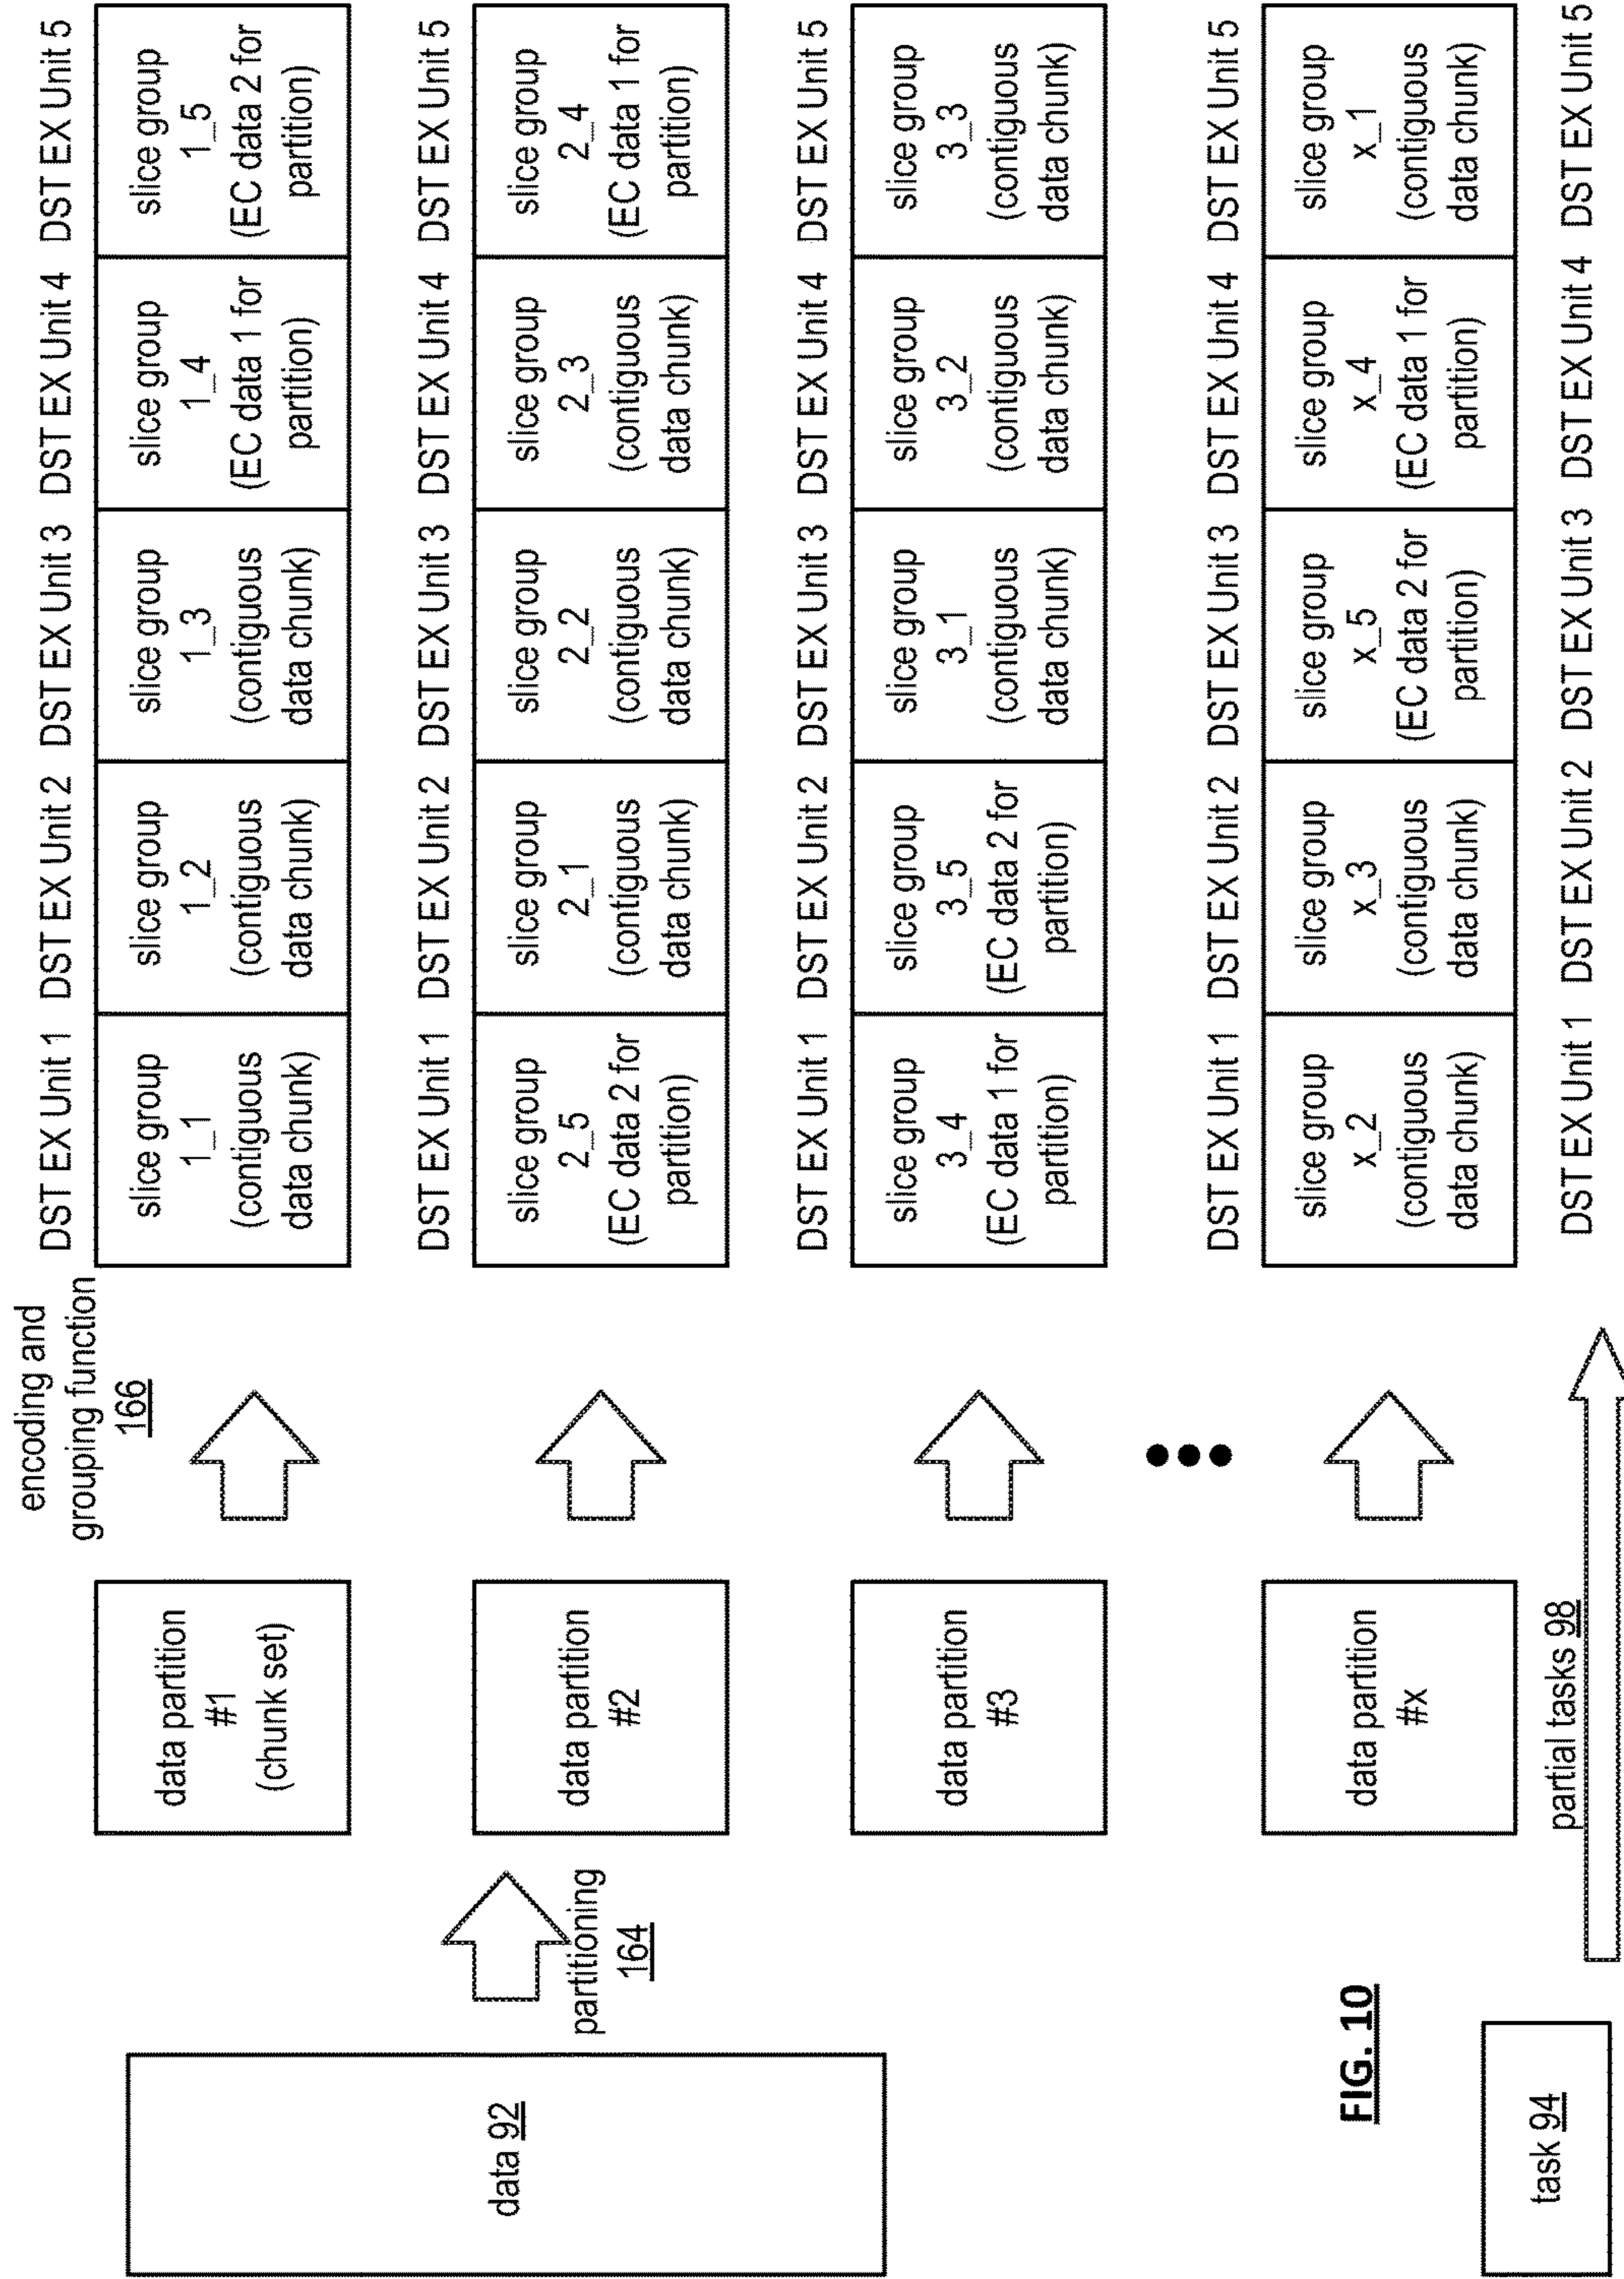 encoding and
grouping function
166
DST EX Unit 1 DST EX Unit 2 DST EX Unit 3 DST EX Unit 4 DST EX Unit 5
data partition
#1
(chunk set)
slice group
1_1
(contiguous
data chunk)
slice group
1_2
(contiguous
data chunk)
slice group
1_3
(contiguous
data chunk)
slice group
1_4
(EC data 1 for
partition)
slice group
1_5
(EC data 2 for
partition)
data 92
partitioning
164
DST EX Unit 1 DST EX Unit 2 DST EX Unit 3 DST EX Unit 4 DST EX Unit 5
data partition
#2
slice group
2_5
(EC data 2 for
partition)
slice group
2_1
(contiguous
data chunk)
slice group
2_2
(contiguous
data chunk)
slice group
2_3
(contiguous
data chunk)
slice group
2_4
(EC data 1 for
partition)
DST EX Unit 1 DST EX Unit 2 DST EX Unit 3 DST EX Unit 4 DST EX Unit 5
data partition
#3
slice group
3_4
(EC data 1 for
partition)
slice group
3_5
(EC data 2 for
partition)
slice group
3_1
(contiguous
data chunk)
slice group
3_2
(contiguous
data chunk)
slice group
3_3
(contiguous
data chunk)
DST EX Unit 1 DST EX Unit 2 DST EX Unit 3 DST EX Unit 4 DST EX Unit 5
data partition
#x
slice group
x_2
(contiguous
data chunk)
slice group
x_3
(contiguous
data chunk)
slice group
x_5
(EC data 2 for
partition)
slice group
x_4
(EC data 1 for
partition)
slice group
x_1
(contiguous
data chunk)
FIG. 10
task 94
partial tasks 98
DST EX Unit 1 DST EX Unit 2 DST EX Unit 3 DST EX Unit 4 DST EX Unit 5